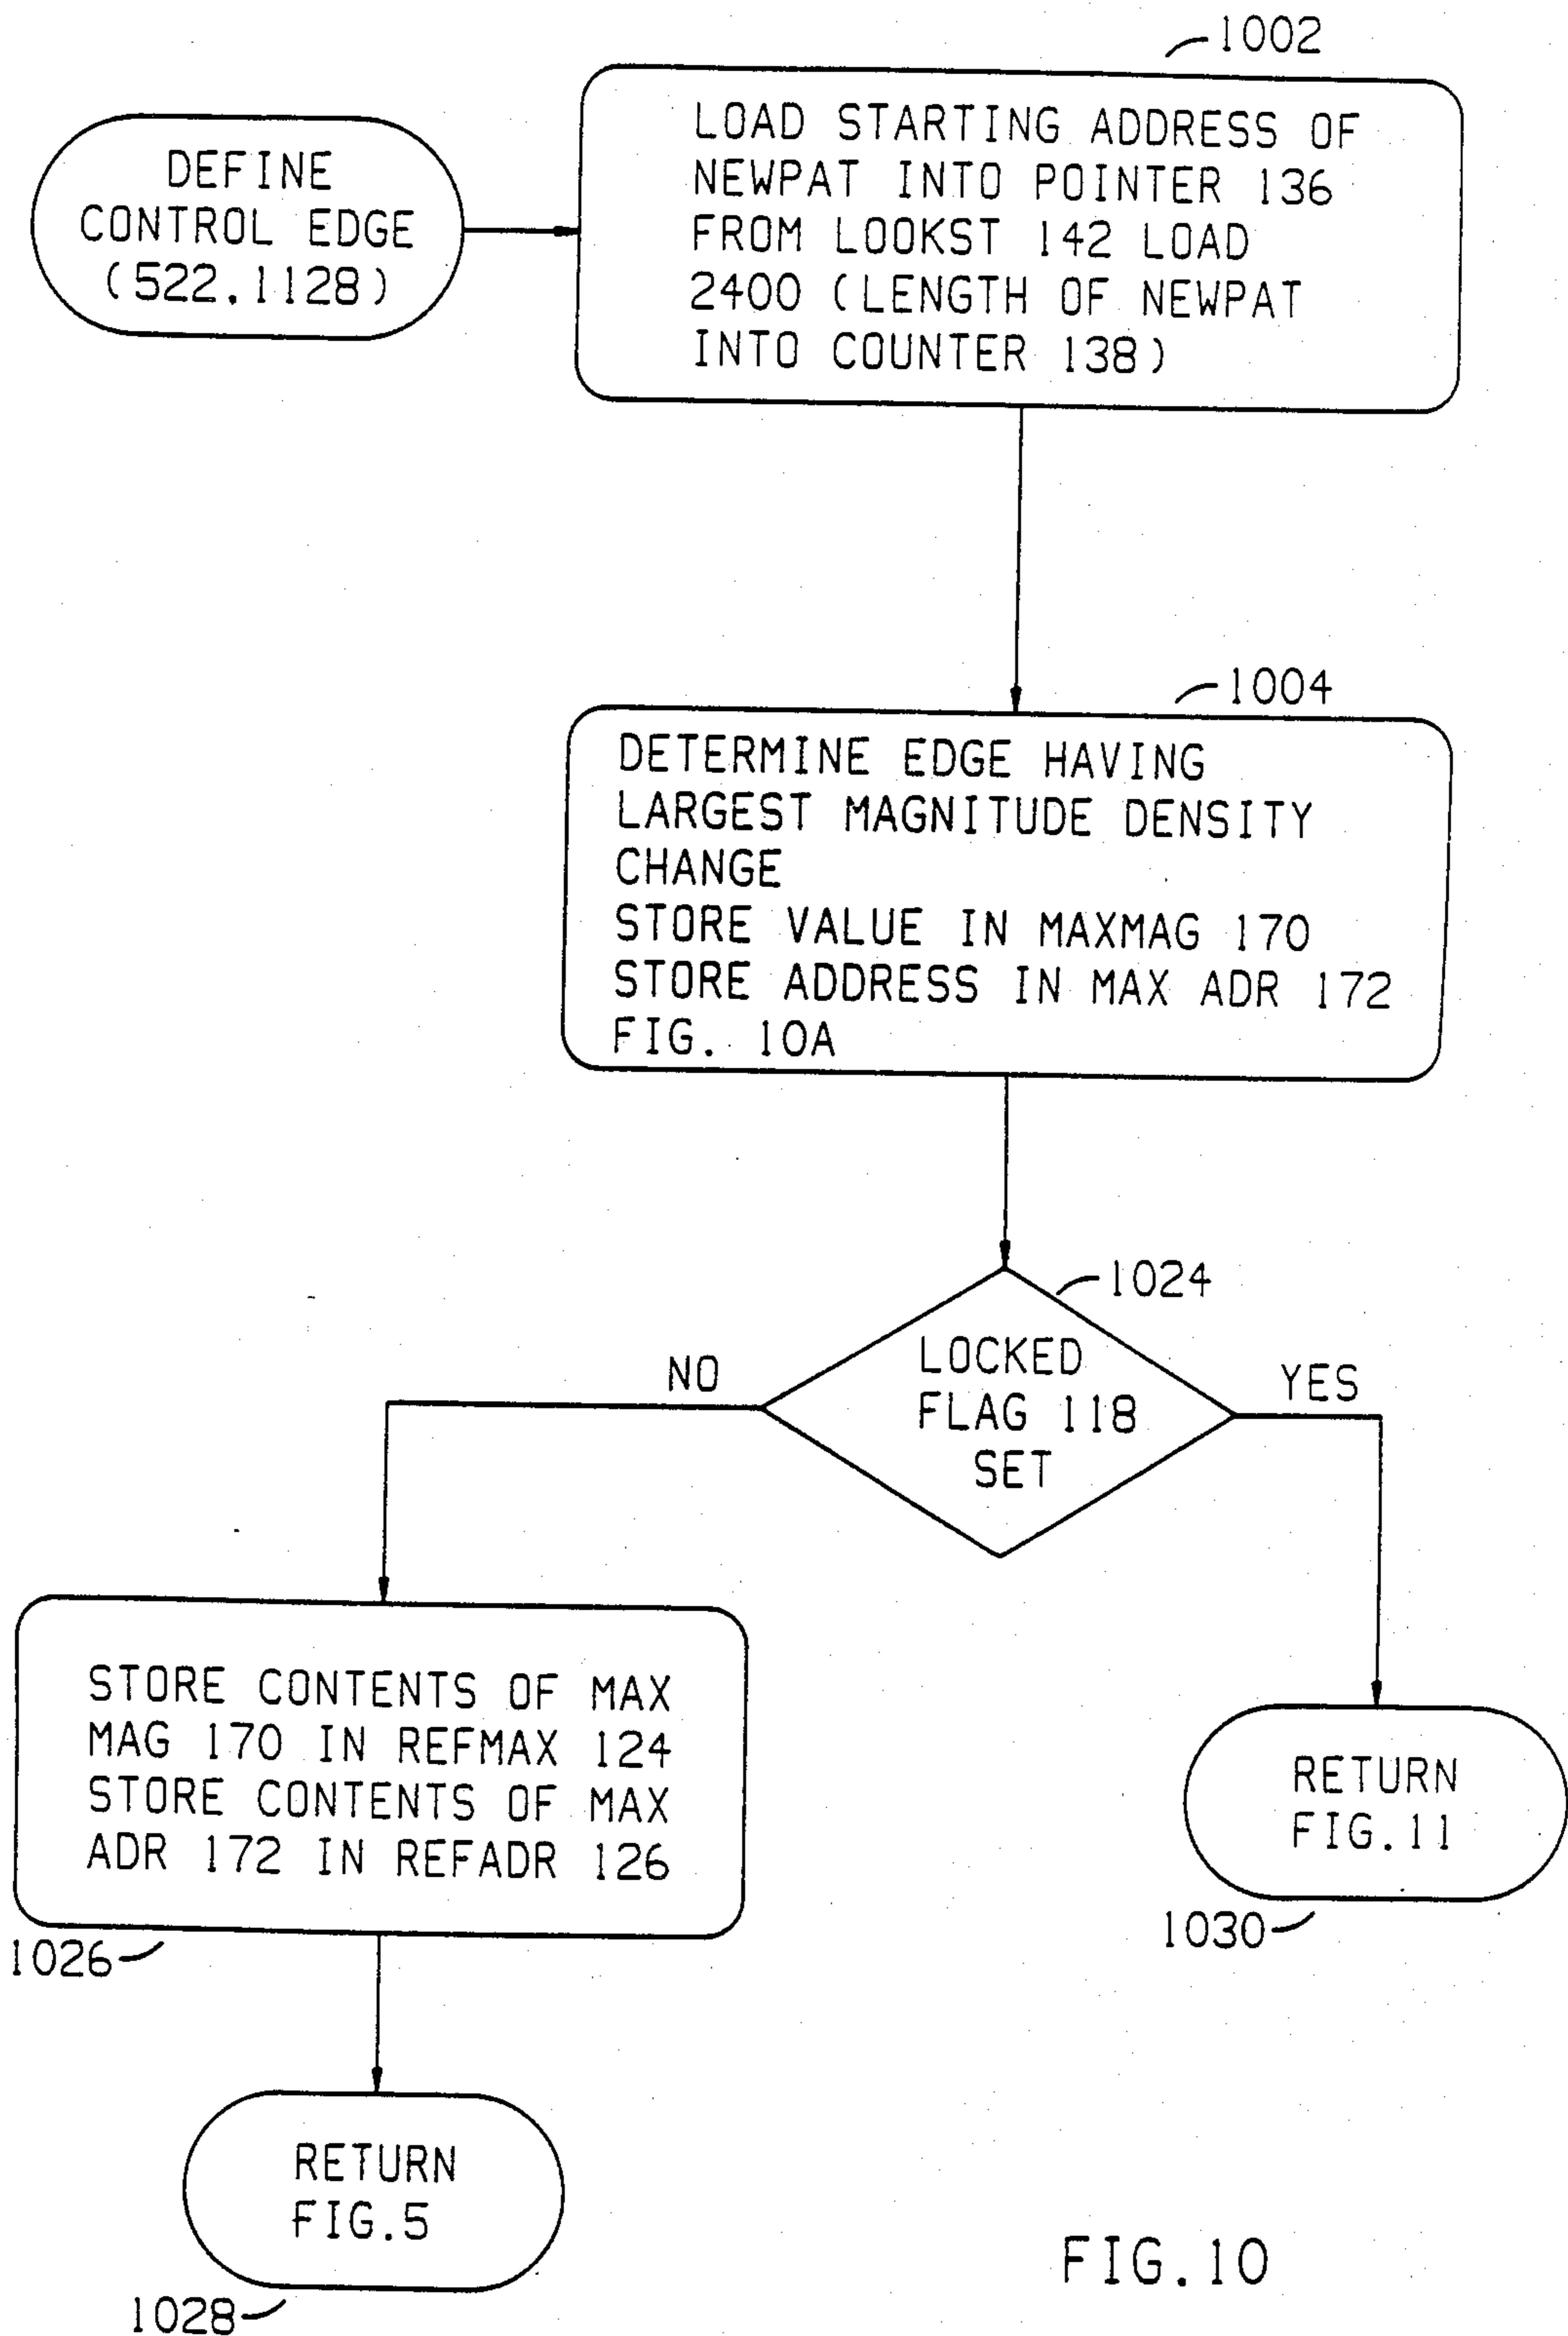 1002
DEFINE
CONTROL EDGE
(522.1128)
LOAD STARTING ADDRESS OF
NEWPAT INTO POINTER 136
FROM LOOKST 142 LOAD
2400 (LENGTH OF NEWPAT
INTO COUNTER 138)
1004
DETERMINE EDGE HAVING
LARGEST MAGNITUDE DENSITY
CHANGE
STORE VALUE IN MAXMAG 170
STORE ADDRESS IN MAX ADR 172
FIG. 10A
1024
LOCKED
FLAG 118
SET
NO
YES
STORE CONTENTS OF MAX
MAG 170 IN REFMAX 124
STORE CONTENTS OF MAX
ADR 172 IN REFADR 126
1026
RETURN
FIG.11
1030
RETURN
FIG.5
1028
FIG.10